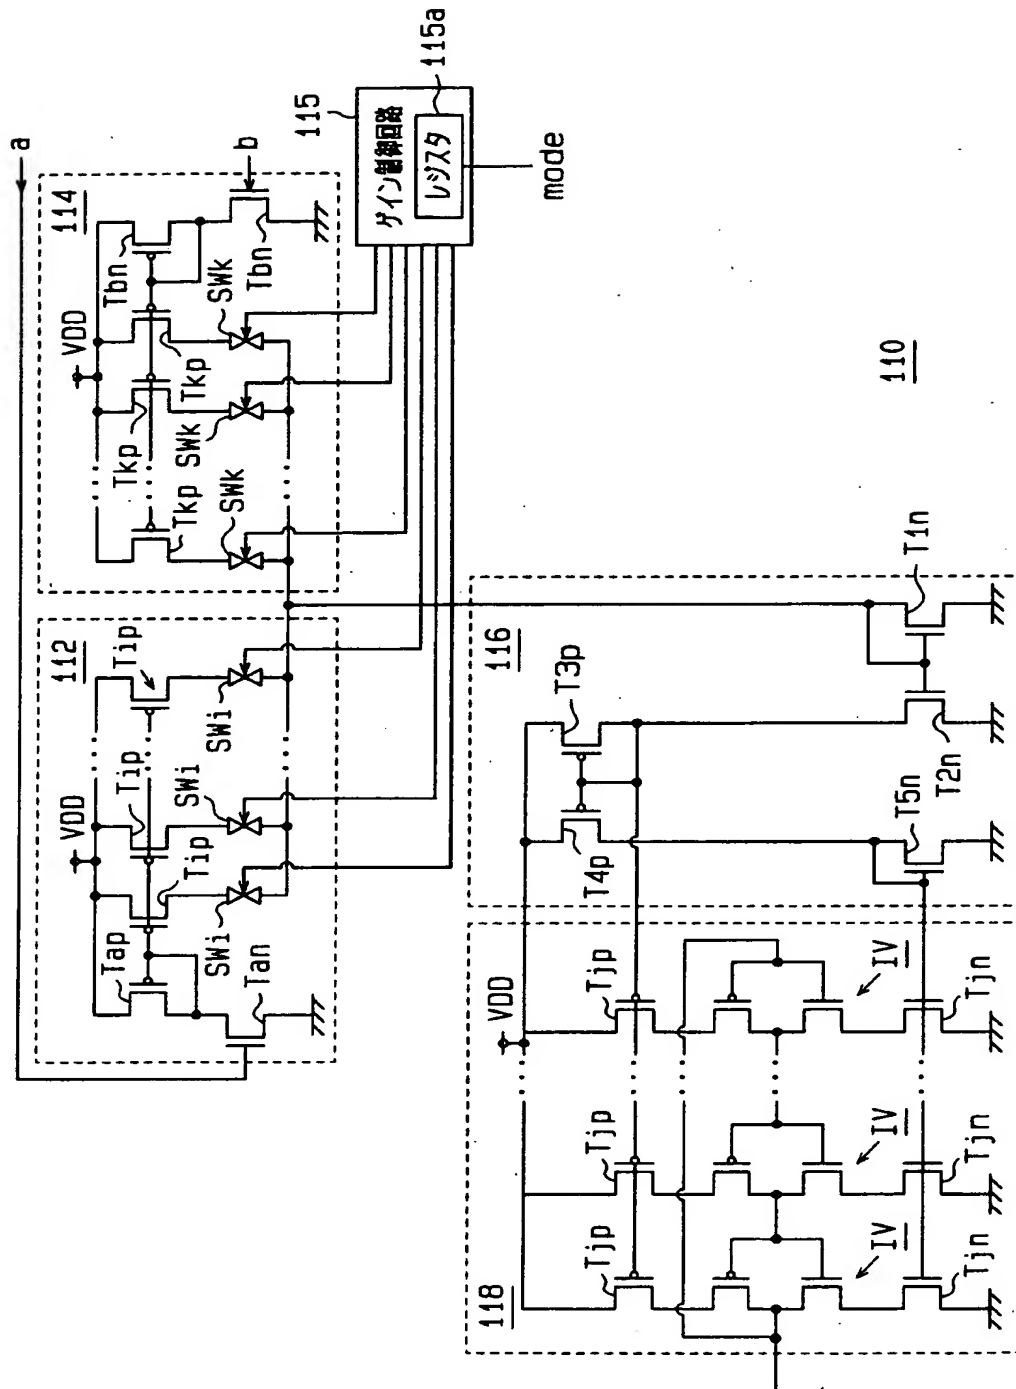 a
112
VDD
Tap
Tip
Tip
Tip
SWi
SWi
SWi
Tan
114
VDD
Tkp
Tkp
Tkp
Tbn
SWk
SWk
SWk
Tbn
b
115
ゲイン制御回路
レジスタ
115a
mode
110
118
VDD
Tjp
Tjp
Tjp
IV
IV
IV
Tjn
Tjn
Tjn
116
T4p
T3p
T5n
T2n
T1n